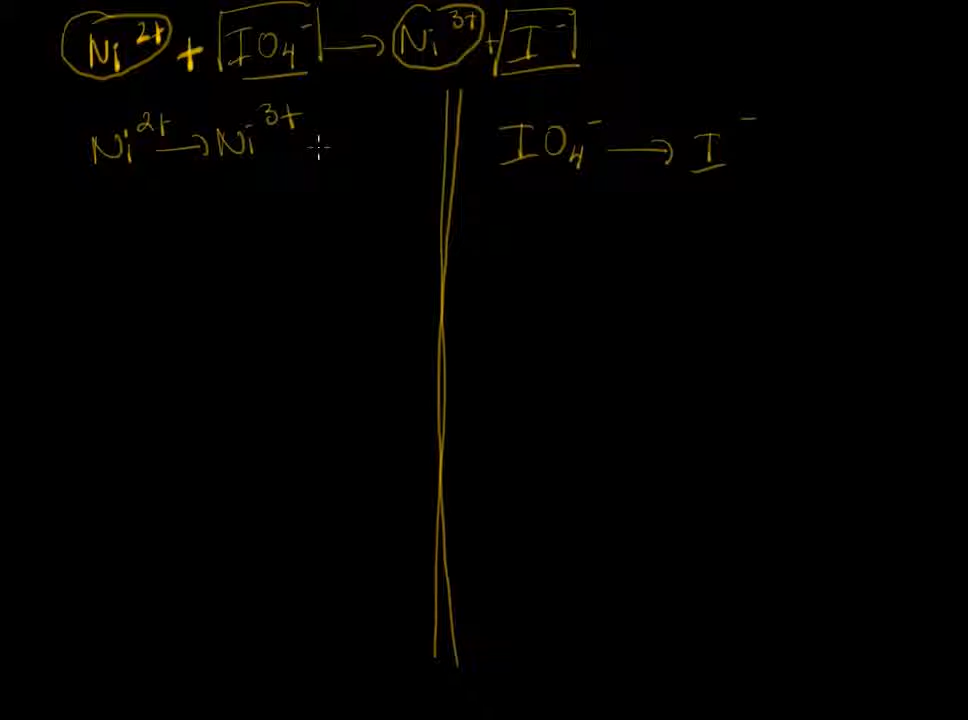 Ni²⁺ + IO₄⁻ → Ni³⁺ + I⁻
Ni²⁺ → Ni³⁺
IO₄⁻ → I⁻